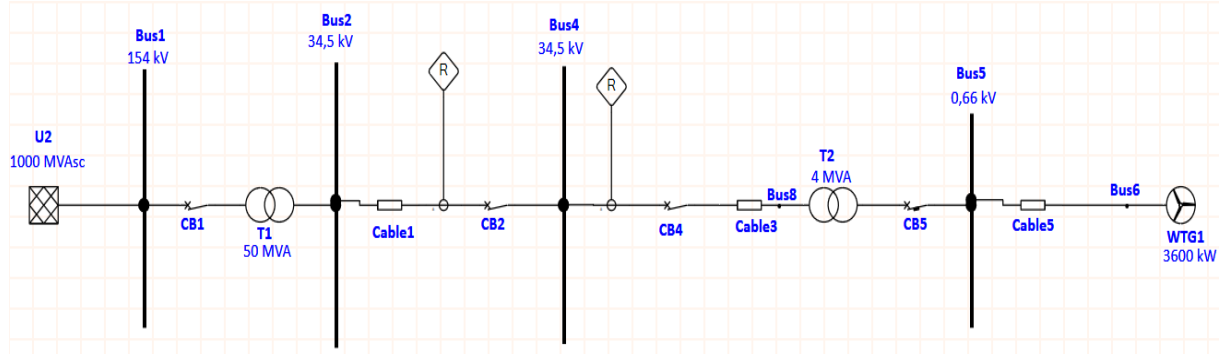 U2
1000 MVAsc
Bus1
154 kV
CB1
T1
50 MVA
Bus2
34,5 kV
Cable1
R
CB2
Bus4
34,5 kV
R
CB4
Cable3
Bus8
T2
4 MVA
CB5
Bus5
0,66 kV
Cable5
Bus6
WTG1
3600 kW